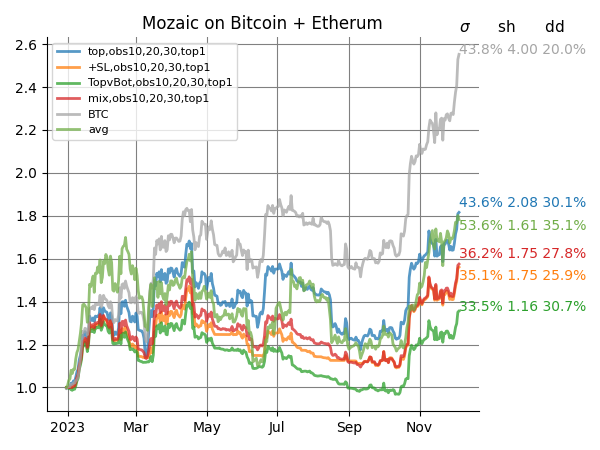 Mozaic on Bitcoin + Etherum
σ sh dd
top,obs10,20,30,top1
+SL,obs10,20,30,top1
TopvBot,obs10,20,30,top1
mix,obs10,20,30,top1
BTC
avg
2.6
2.4
2.2
2.0
1.8
1.6
1.4
1.2
1.0
43.8% 4.00 20.0%
43.6% 2.08 30.1%
53.6% 1.61 35.1%
36.2% 1.75 27.8%
35.1% 1.75 25.9%
33.5% 1.16 30.7%
2023 Mar May Jul Sep Nov